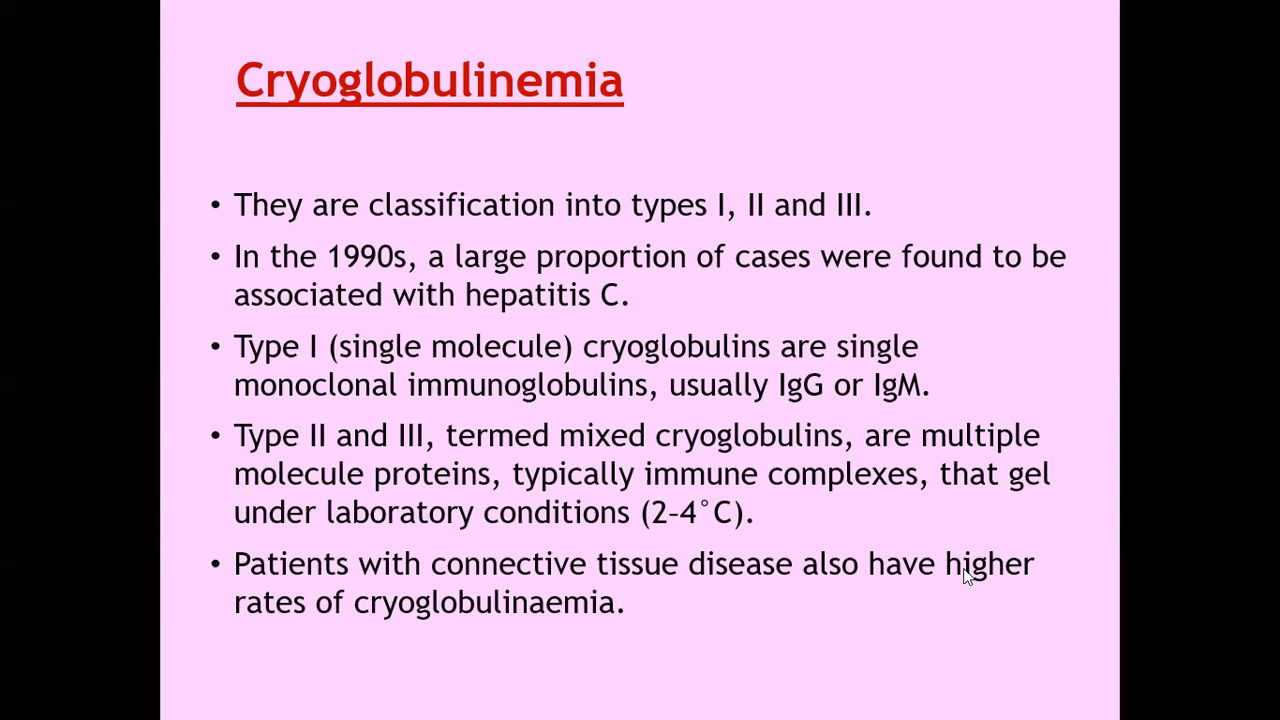 Cryoglobulinemia
• They are classification into types I, II and III.
• In the 1990s, a large proportion of cases were found to be
associated with hepatitis C.
• Type I (single molecule) cryoglobulins are single
monoclonal immunoglobulins, usually IgG or IgM.
• Type II and III, termed mixed cryoglobulins, are multiple
molecule proteins, typically immune complexes, that gel
under laboratory conditions (2-4°C).
• Patients with connective tissue disease also have higher
rates of cryoglobulinaemia.